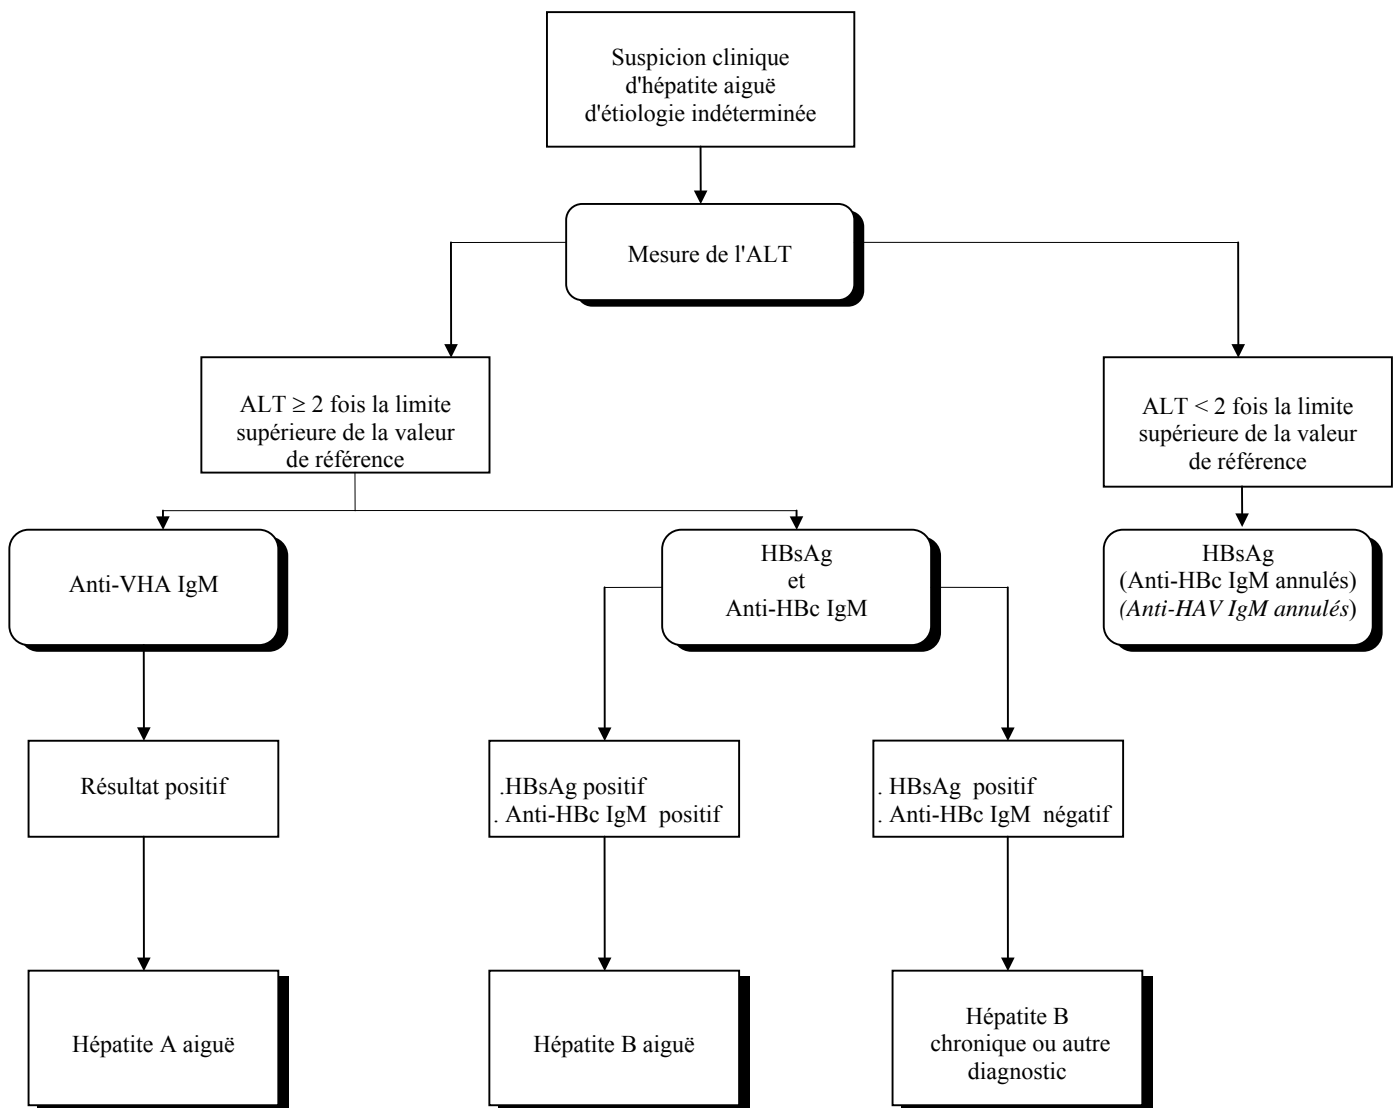 Suspicion clinique
d'hépatite aiguë
d'étiologie indéterminée
Mesure de l'ALT
ALT ≥ 2 fois la limite
supérieure de la valeur
de référence
ALT < 2 fois la limite
supérieure de la valeur
de référence
Anti-VHA IgM
HBsAg
et
Anti-HBc IgM
HBsAg
(Anti-HBc IgM annulés)
(Anti-HAV IgM annulés)
Résultat positif
.HBsAg positif
. Anti-HBc IgM positif
. HBsAg positif
. Anti-HBc IgM négatif
Hépatite A aiguë
Hépatite B aiguë
Hépatite B
chronique ou autre
diagnostic